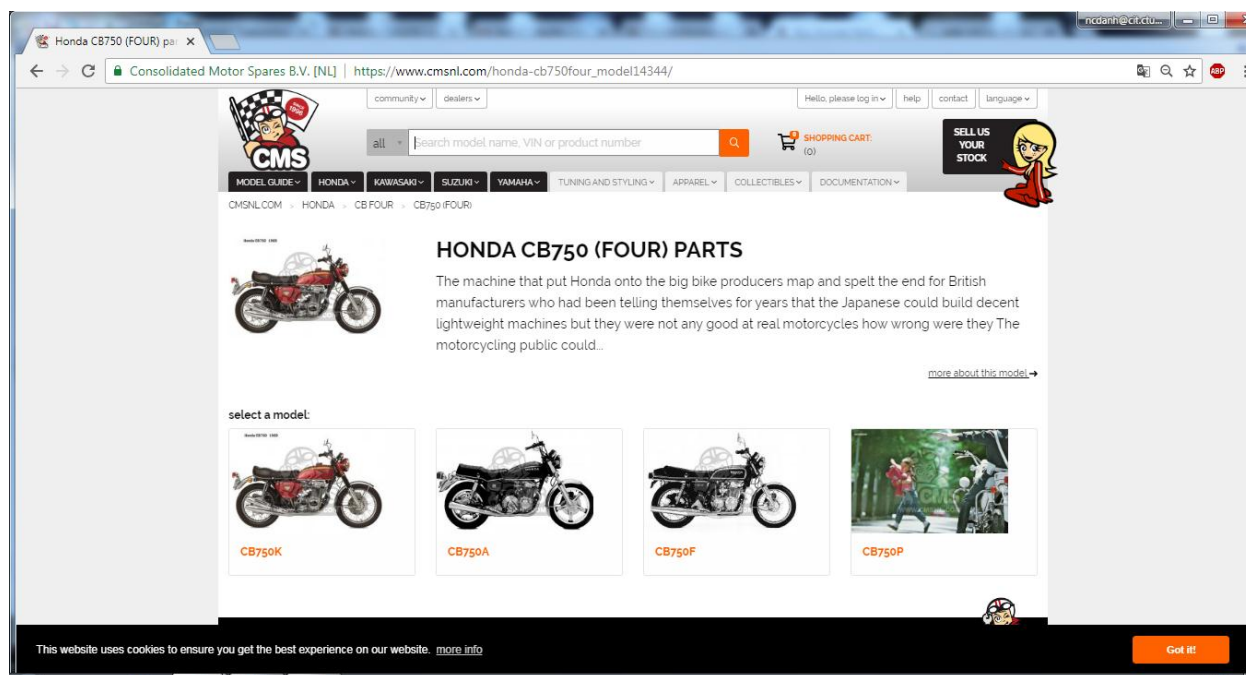 ncdanh@cit.ctu...
Honda CB750 (FOUR) par
Consolidated Motor Spares B.V. [NL] | https://www.cmsnl.com/honda-cb750four_model14344/
ABP
community dealers Hello, please log in help contact language
SINCE 1996
CMS
all Search model name, VIN or product number
0 SHOPPING CART:
(0)
SELL US
YOUR
STOCK
MODEL GUIDE HONDA KAWASAKI SUZUKI YAMAHA TUNING AND STYLING APPAREL COLLECTIBLES DOCUMENTATION
CMSNL.COM > HONDA > CB FOUR > CB750 (FOUR)
HONDA CB750 (FOUR) PARTS
The machine that put Honda onto the big bike producers map and spelt the end for British
manufacturers who had been telling themselves for years that the Japanese could build decent
lightweight machines but they were not any good at real motorcycles how wrong were they The
motorcycling public could...
more about this model
select a model:
CB750K CB750A CB750F CB750P
This website uses cookies to ensure you get the best experience on our website. more info
Got it!